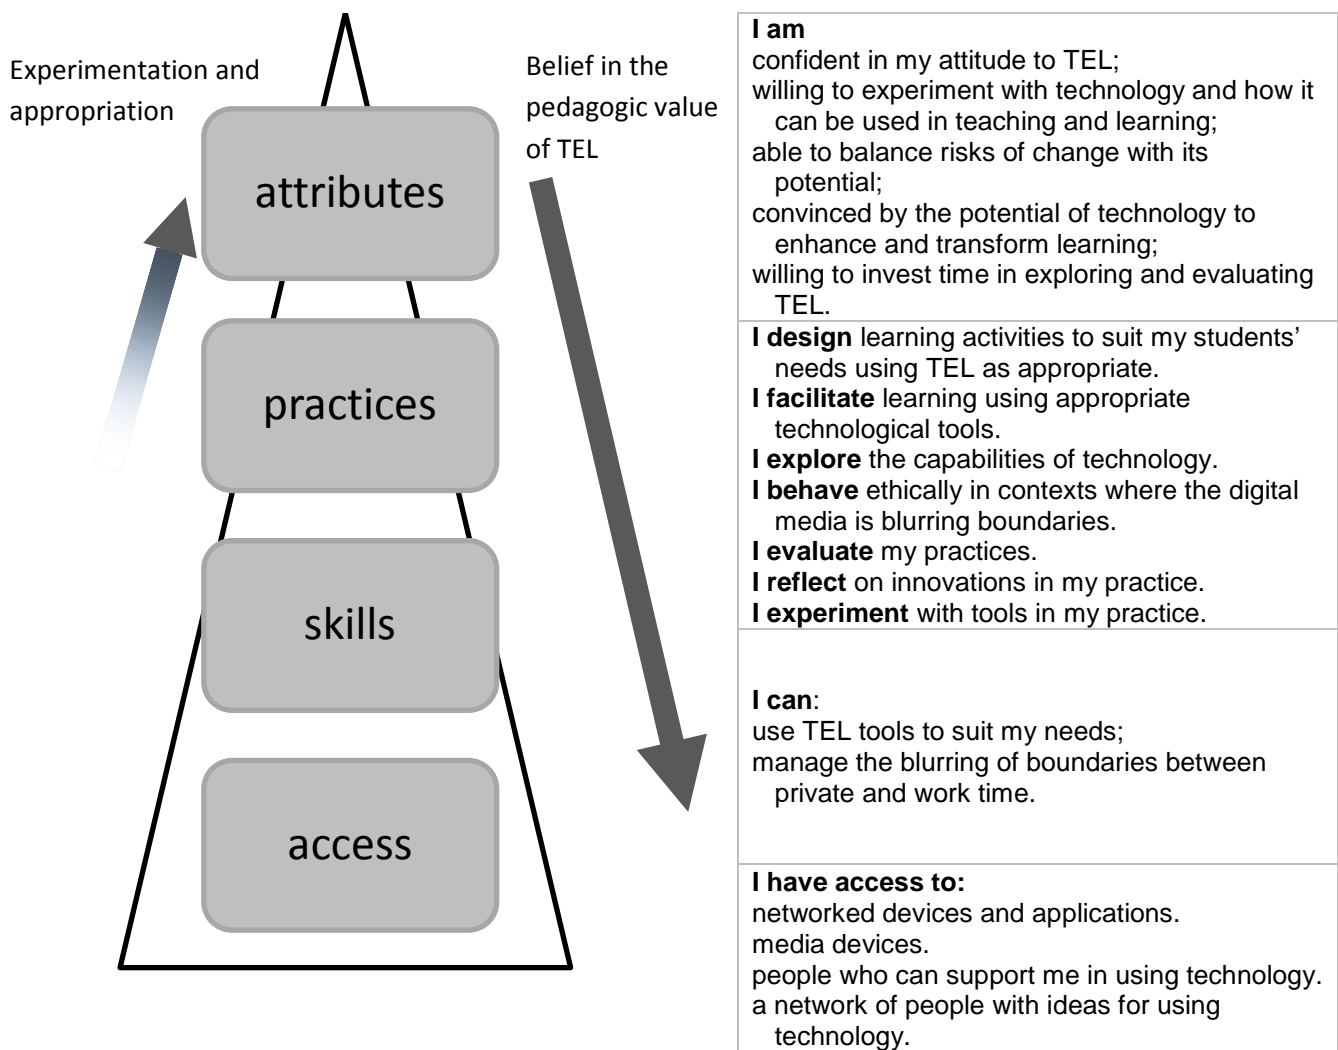 Experimentation and
appropriation
Belief in the
pedagogic value
of TEL
attributes
practices
skills
access
I am
confident in my attitude to TEL;
willing to experiment with technology and how it
can be used in teaching and learning;
able to balance risks of change with its
potential;
convinced by the potential of technology to
enhance and transform learning;
willing to invest time in exploring and evaluating
TEL.
I design learning activities to suit my students’
needs using TEL as appropriate.
I facilitate learning using appropriate
technological tools.
I explore the capabilities of technology.
I behave ethically in contexts where the digital
media is blurring boundaries.
I evaluate my practices.
I reflect on innovations in my practice.
I experiment with tools in my practice.
I can:
use TEL tools to suit my needs;
manage the blurring of boundaries between
private and work time.
I have access to:
networked devices and applications.
media devices.
people who can support me in using technology.
a network of people with ideas for using
technology.